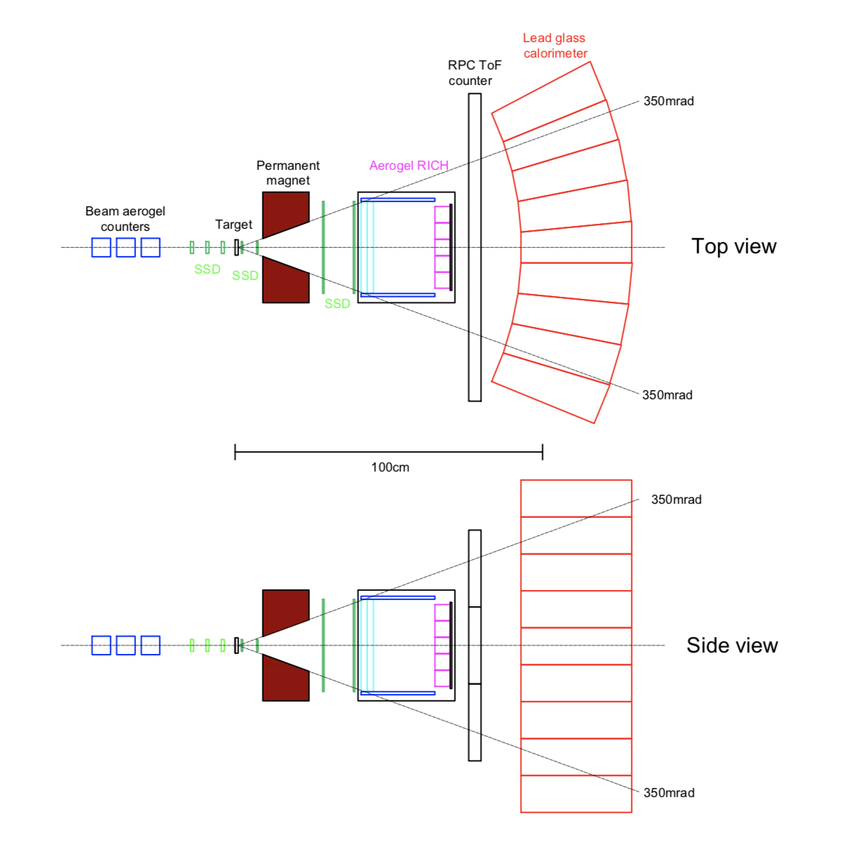 Lead glass
calorimeter
RPC ToF
counter
350mrad
Permanent
magnet
Aerogel RICH
Beam aerogel
counters
Target
Top view
SSD
SSD
SSD
350mrad
100cm
350mrad
Side view
350mrad